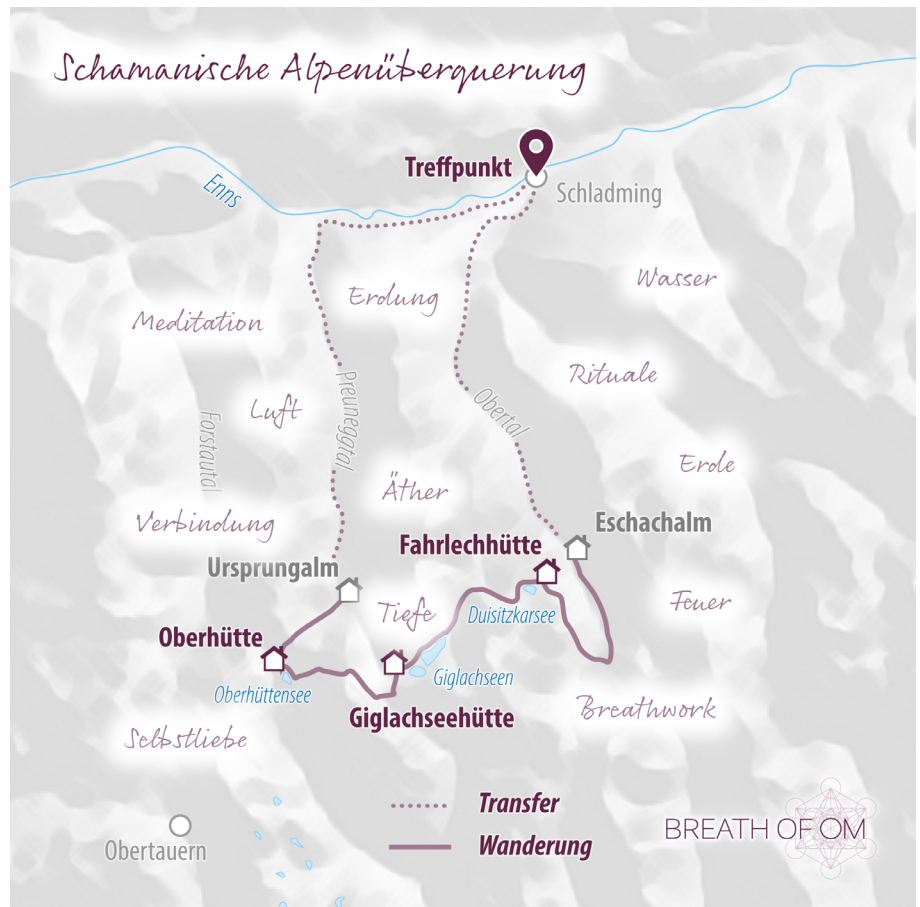 Schamanische Alpenüberquerung
Treffpunkt
Schladming
Enns
Wasser
Erdung
Meditation
Rituale
Luft
Preuneggtal
Obertal
Forstautal
Erde
Äther
Verbindung
Eschachalm
Fahrlechhütte
Ursprungalm
Tiefe
Duisitzkarsee
Feuer
Oberhütte
Giglachseen
Oberhüttensee
Giglachseehütte
Breathwork
Selbstliebe
Transfer
Wanderung
BREATH OF OM
Obertauern